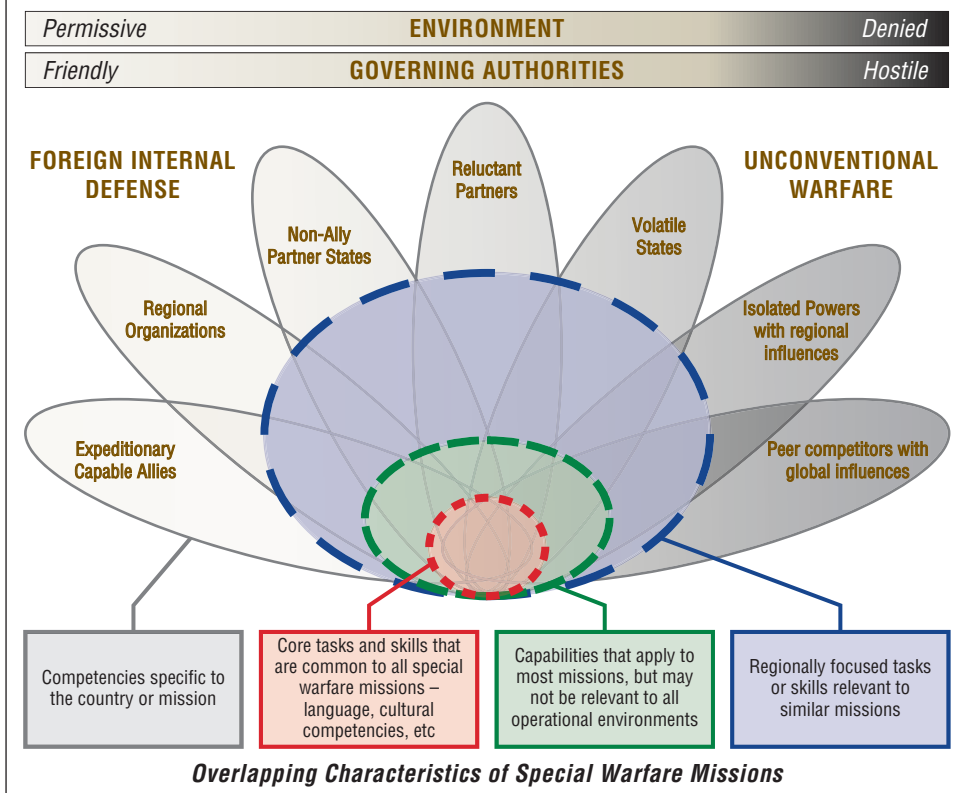 Permissive ENVIRONMENT Denied
Friendly GOVERNING AUTHORITIES Hostile
FOREIGN INTERNAL
DEFENSE
UNCONVENTIONAL
WARFARE
Expeditionary
Capable Allies
Regional
Organizations
Non-Ally
Partner States
Reluctant
Partners
Volatile
States
Isolated Powers
with regional
influences
Peer competitors with
global influences
Competencies specific to
the country or mission
Core tasks and skills that
are common to all special
warfare missions –
language, cultural
competencies, etc
Capabilities that apply to
most missions, but may
not be relevant to all
operational environments
Regionally focused tasks
or skills relevant to
similar missions
Overlapping Characteristics of Special Warfare Missions